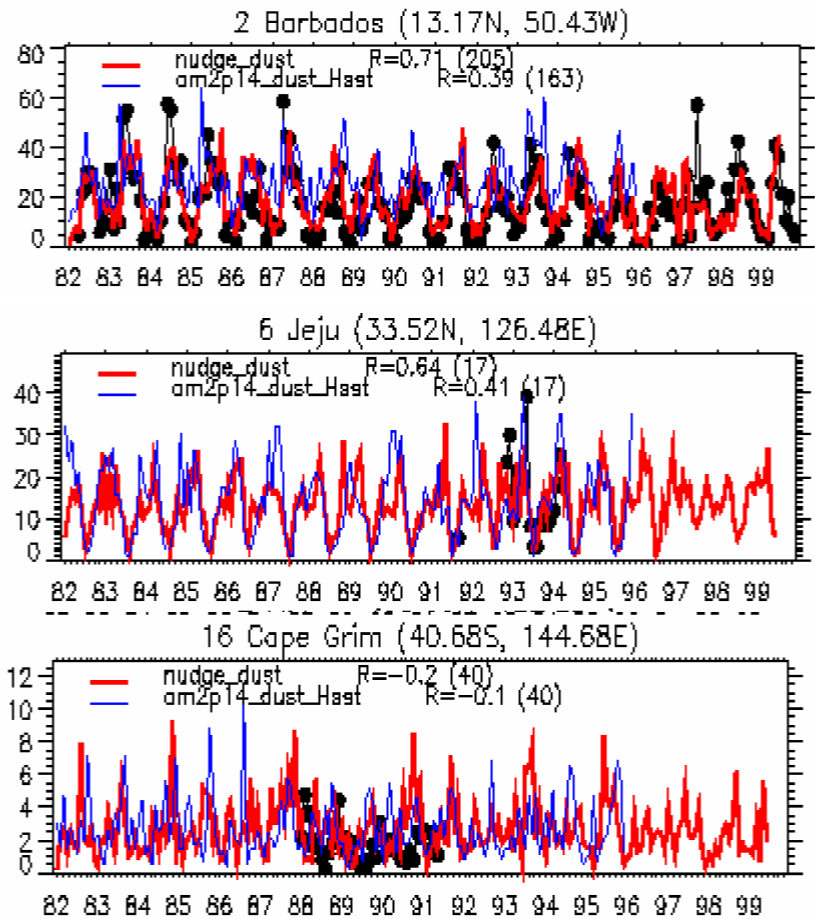 2 Barbados (13.17N, 50.43W)
80
nudge_dust R=0.71 (205)
am2p14_dust_Hast R=0.39 (163)
60
40
20
0
82 83 84 85 86 87 88 89 90 91 92 93 94 95 96 97 98 99
6 Jeju (33.52N, 126.48E)
nudge_dust R=0.64 (17)
am2p14_dust_Hast R=0.41 (17)
40
30
20
10
0
82 83 84 85 86 87 88 89 90 91 92 93 94 95 96 97 98 99
16 Cape Grim (40.68S, 144.68E)
12
nudge_dust R=-0.2 (40)
am2p14_dust_Hast R=-0.1 (40)
10
8
6
4
2
0
82 83 84 85 86 87 88 89 90 91 92 93 94 95 96 97 98 99